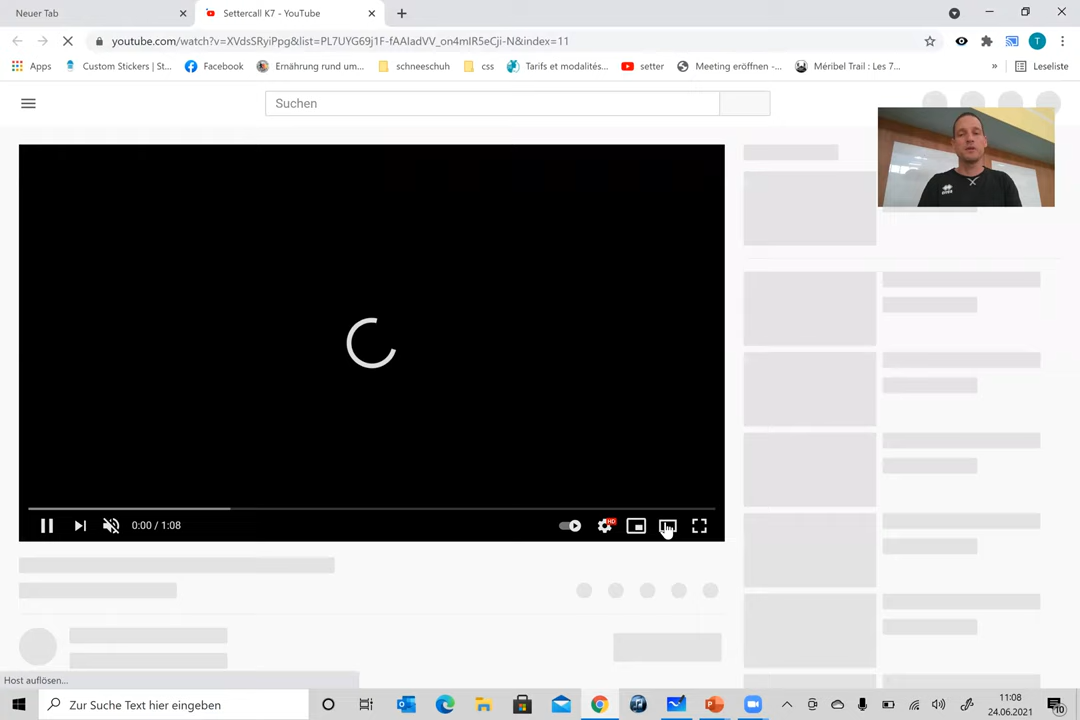 Neuer Tab
Settercall K7 - YouTube
youtube.com/watch?v=XVdsSRyiPpg&list=PL7UYG69j1F-fAAIadVV_on4mIR5eCji-N&index=11
T
Apps
Custom Stickers | St...
Facebook
Ernährung rund um...
schneeschuh
css
Tarifs et modalités...
setter
Meeting eröffnen -...
Méribel Trail : Les 7...
»
Leseliste
Suchen
0:00 / 1:08
HD
Host auflösen...
Zur Suche Text hier eingeben
11:08
24.06.2021
10